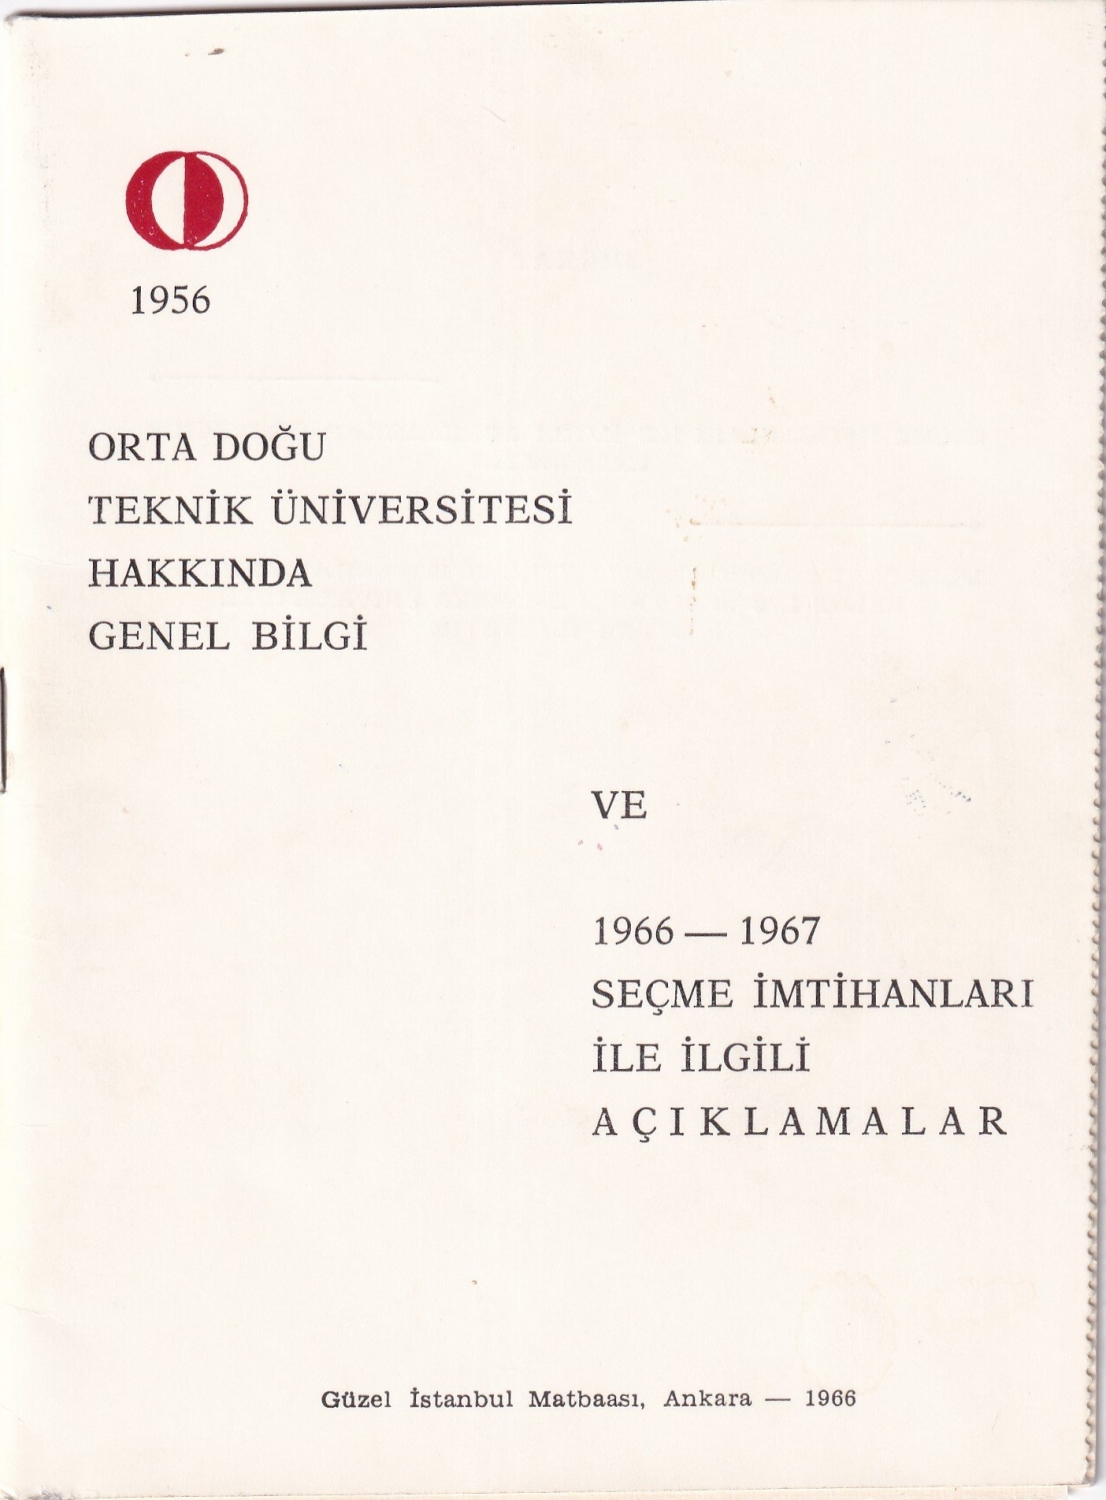 1956
ORTA DOĞU
TEKNİK ÜNİVERSİTESİ
HAKKINDA
GENEL BİLGİ
VE
1966 — 1967
SEÇME İMTİHANLARI
İLE İLGİLİ
AÇIKLAMALAR
Güzel İstanbul Matbaası, Ankara — 1966